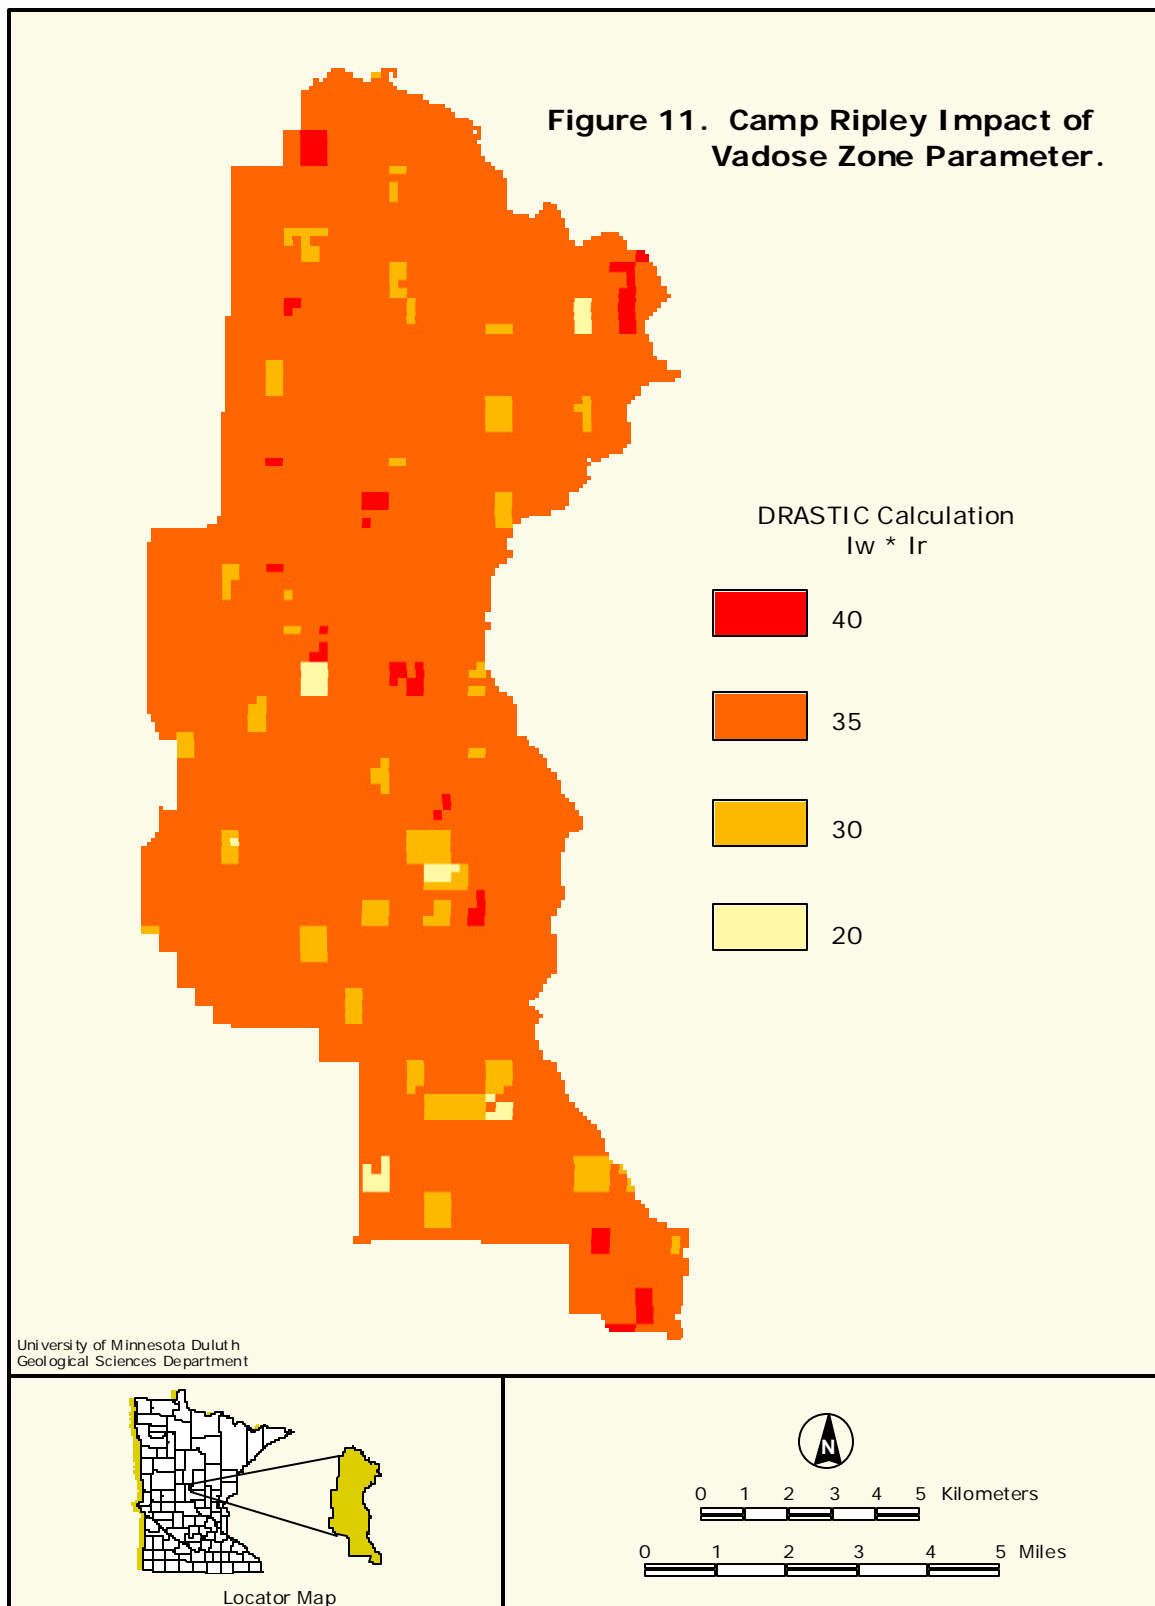 Figure 11. Camp Ripley Impact of
Vadose Zone Parameter.
DRASTIC Calculation
Iw * Ir
40
35
30
20
University of Minnesota Duluth
Geological Sciences Department
Locator Map
N
0 1 2 3 4 5 Kilometers
0 1 2 3 4 5 Miles